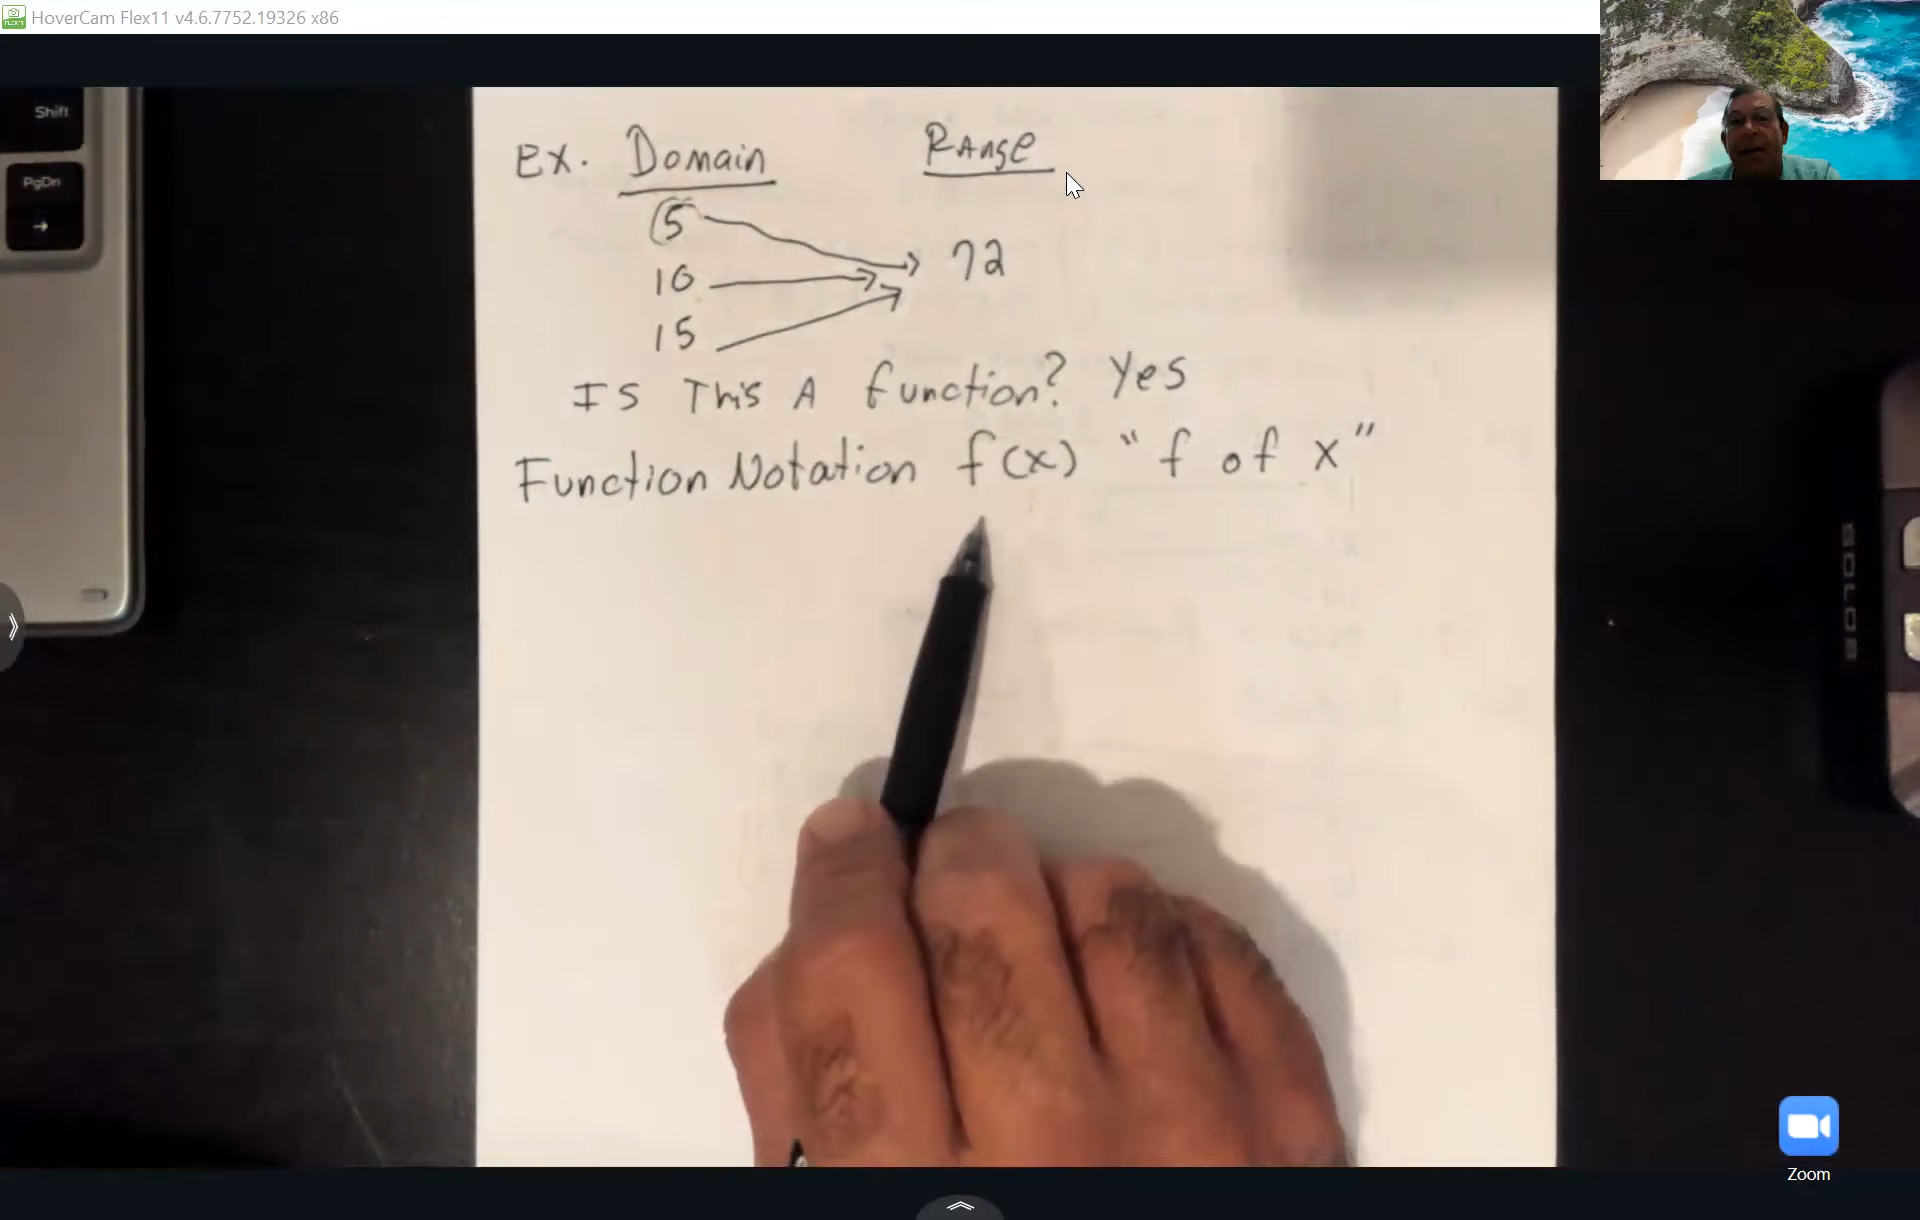 HoverCam Flex11 v4.6.7752.19326 x86
Shift
PgDn
Ex. Domain Range
5
10 72
15
Is This A function? Yes
Function Notation f(x) "f of x"
Zoom